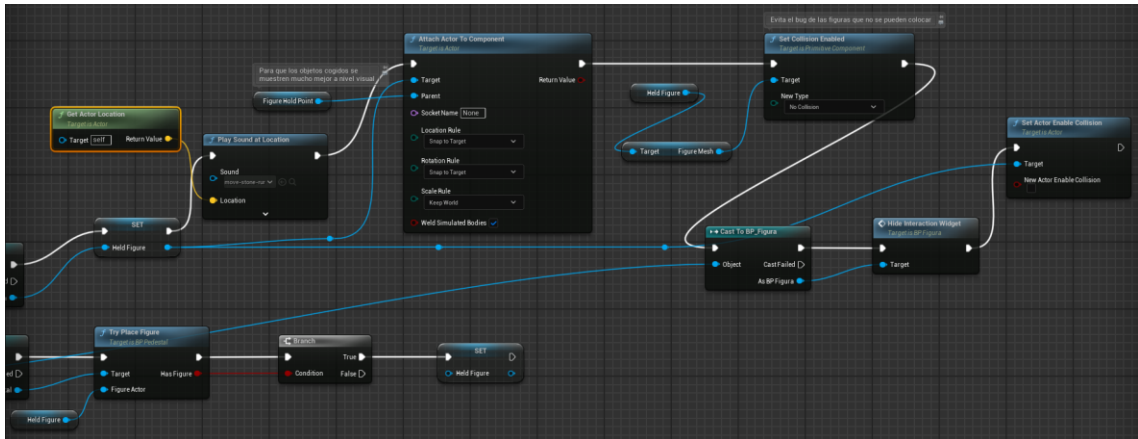 Evita el bug de las figuras que no se pueden colocar
Attach Actor To Component
Target is Actor
Target
Return Value
Parent
Socket Name None
Location Rule
Snap to Target
Rotation Rule
Snap to Target
Scale Rule
Keep World
Weld Simulated Bodies
Set Collision Enabled
Target is Primitive Component
Target
New Type
No Collision
Para que los objetos cogidos se
muestren mucho mejor a nivel visual
Figure Hold Point
Held Figure
Target Figure Mesh
Get Actor Location
Target is Actor
Target self Return Value
Play Sound at Location
Sound
Location
Set Actor Enable Collision
Target is Actor
Target
New Actor Enable Collision
SET
Held Figure
Cast To BP_Figura
Object Cast Failed
As BP Figura
Hide Interaction Widget
Target is BP Figura
Target
Try Place Figure
Target is BP Pedestal
Target Has Figure
Figure Actor
Branch
True
Condition False
SET
Held Figure
Held Figure